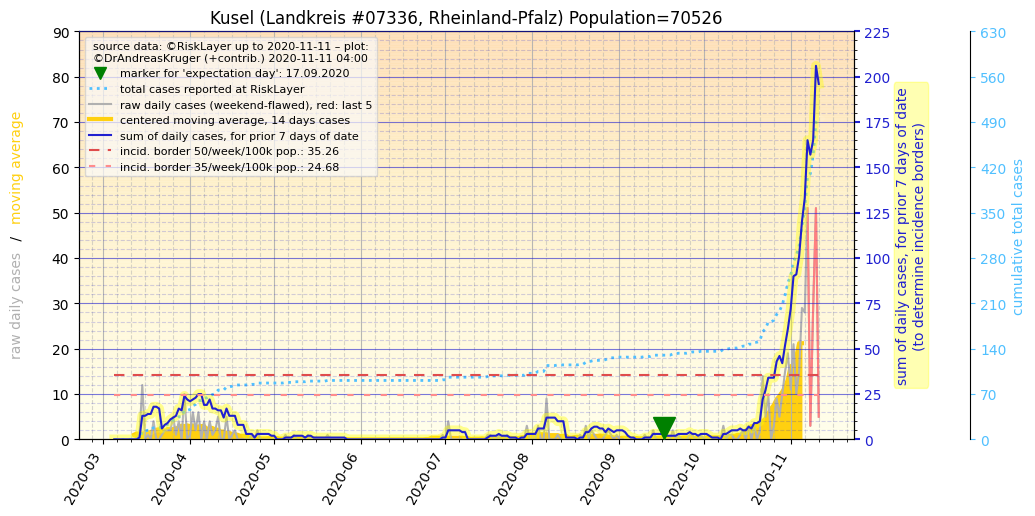 Kusel (Landkreis #07336, Rheinland-Pfalz) Population=70526
source data: ©RiskLayer up to 2020-11-11 – plot:
©DrAndreasKruger (+contrib.) 2020-11-11 04:00
marker for 'expectation day': 17.09.2020
total cases reported at RiskLayer
raw daily cases (weekend-flawed), red: last 5
centered moving average, 14 days cases
sum of daily cases, for prior 7 days of date
incid. border 50/week/100k pop.: 35.26
incid. border 35/week/100k pop.: 24.68
raw daily cases / moving average
90
80
70
60
50
40
30
20
10
0
225
200
175
150
125
100
75
50
25
0
sum of daily cases, for prior 7 days of date
(to determine incidence borders)
630
560
490
420
350
280
210
140
70
0
cumulative total cases
2020-03
2020-04
2020-05
2020-06
2020-07
2020-08
2020-09
2020-10
2020-11